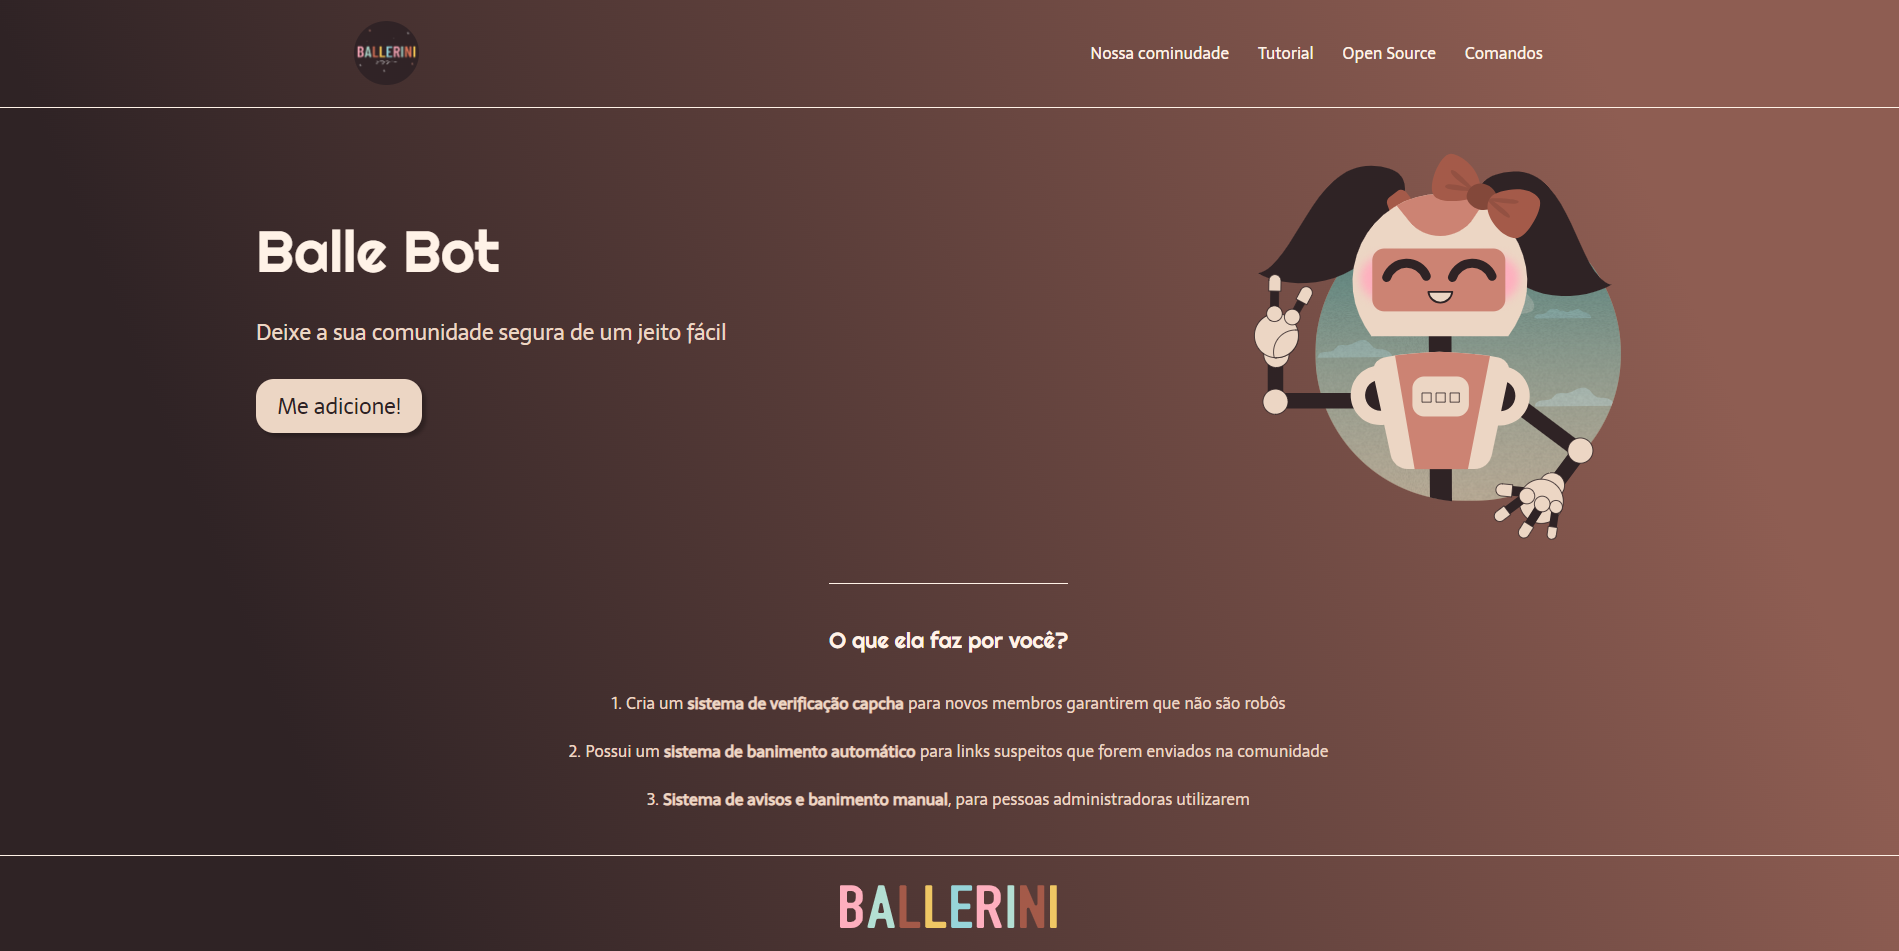 BALLERINI
Nossa cominudade
Tutorial
Open Source
Comandos
Balle Bot
Deixe a sua comunidade segura de um jeito fácil
Me adicione!
O que ela faz por você?
1. Cria um sistema de verificação capcha para novos membros garantirem que não são robôs
2. Possui um sistema de banimento automático para links suspeitos que forem enviados na comunidade
3. Sistema de avisos e banimento manual, para pessoas administradoras utilizarem
BALLERINI